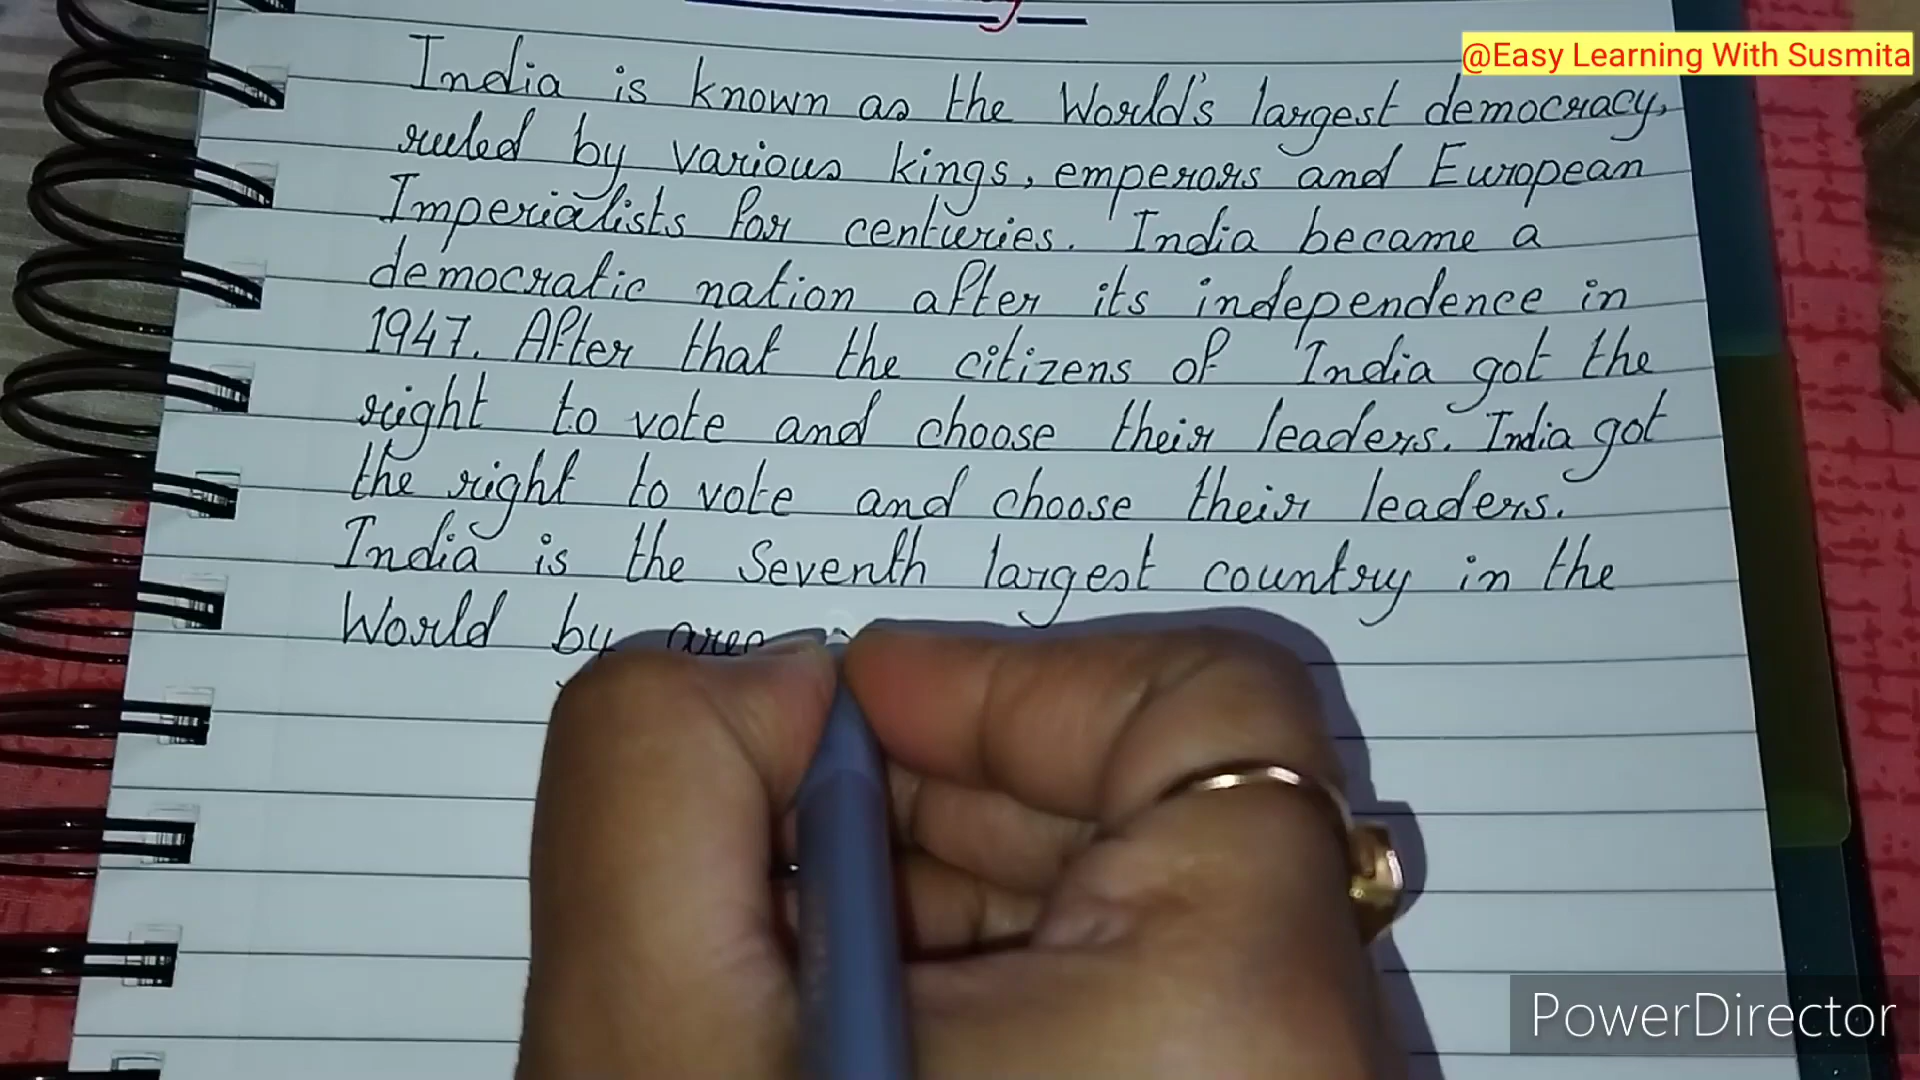 @Easy Learning With Susmita
India is known as the World's largest democracy,
ruled by various kings, emperors and European
Imperialists for centuries. India became a
democratic nation after its independence in
1947. After that the citizens of India got the
right to vote and choose their leaders. India got
the right to vote and choose their leaders.
India is the Seventh largest country in the
World by area
PowerDirector